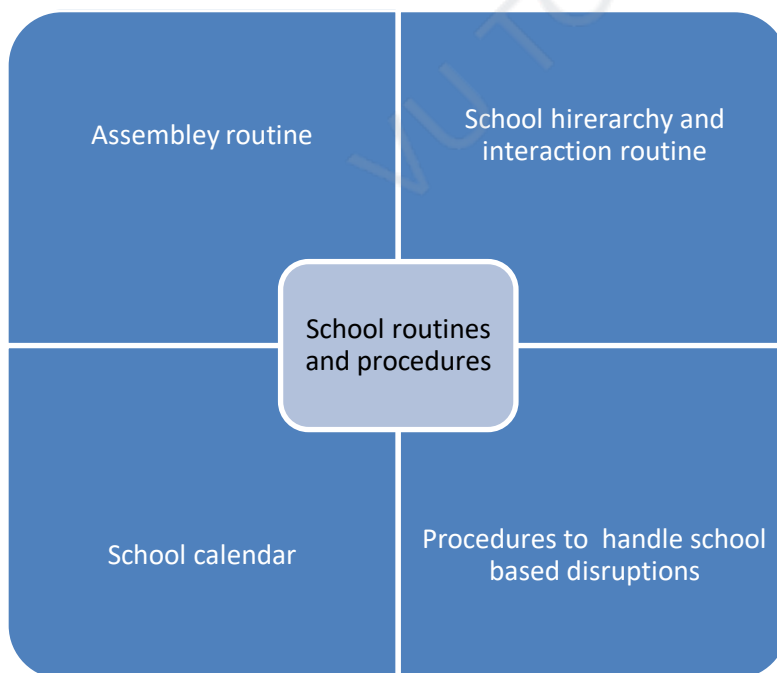 Assembley routine
School hirerarchy and
interaction routine
School routines
and procedures
School calendar
Procedures to handle school
based disruptions